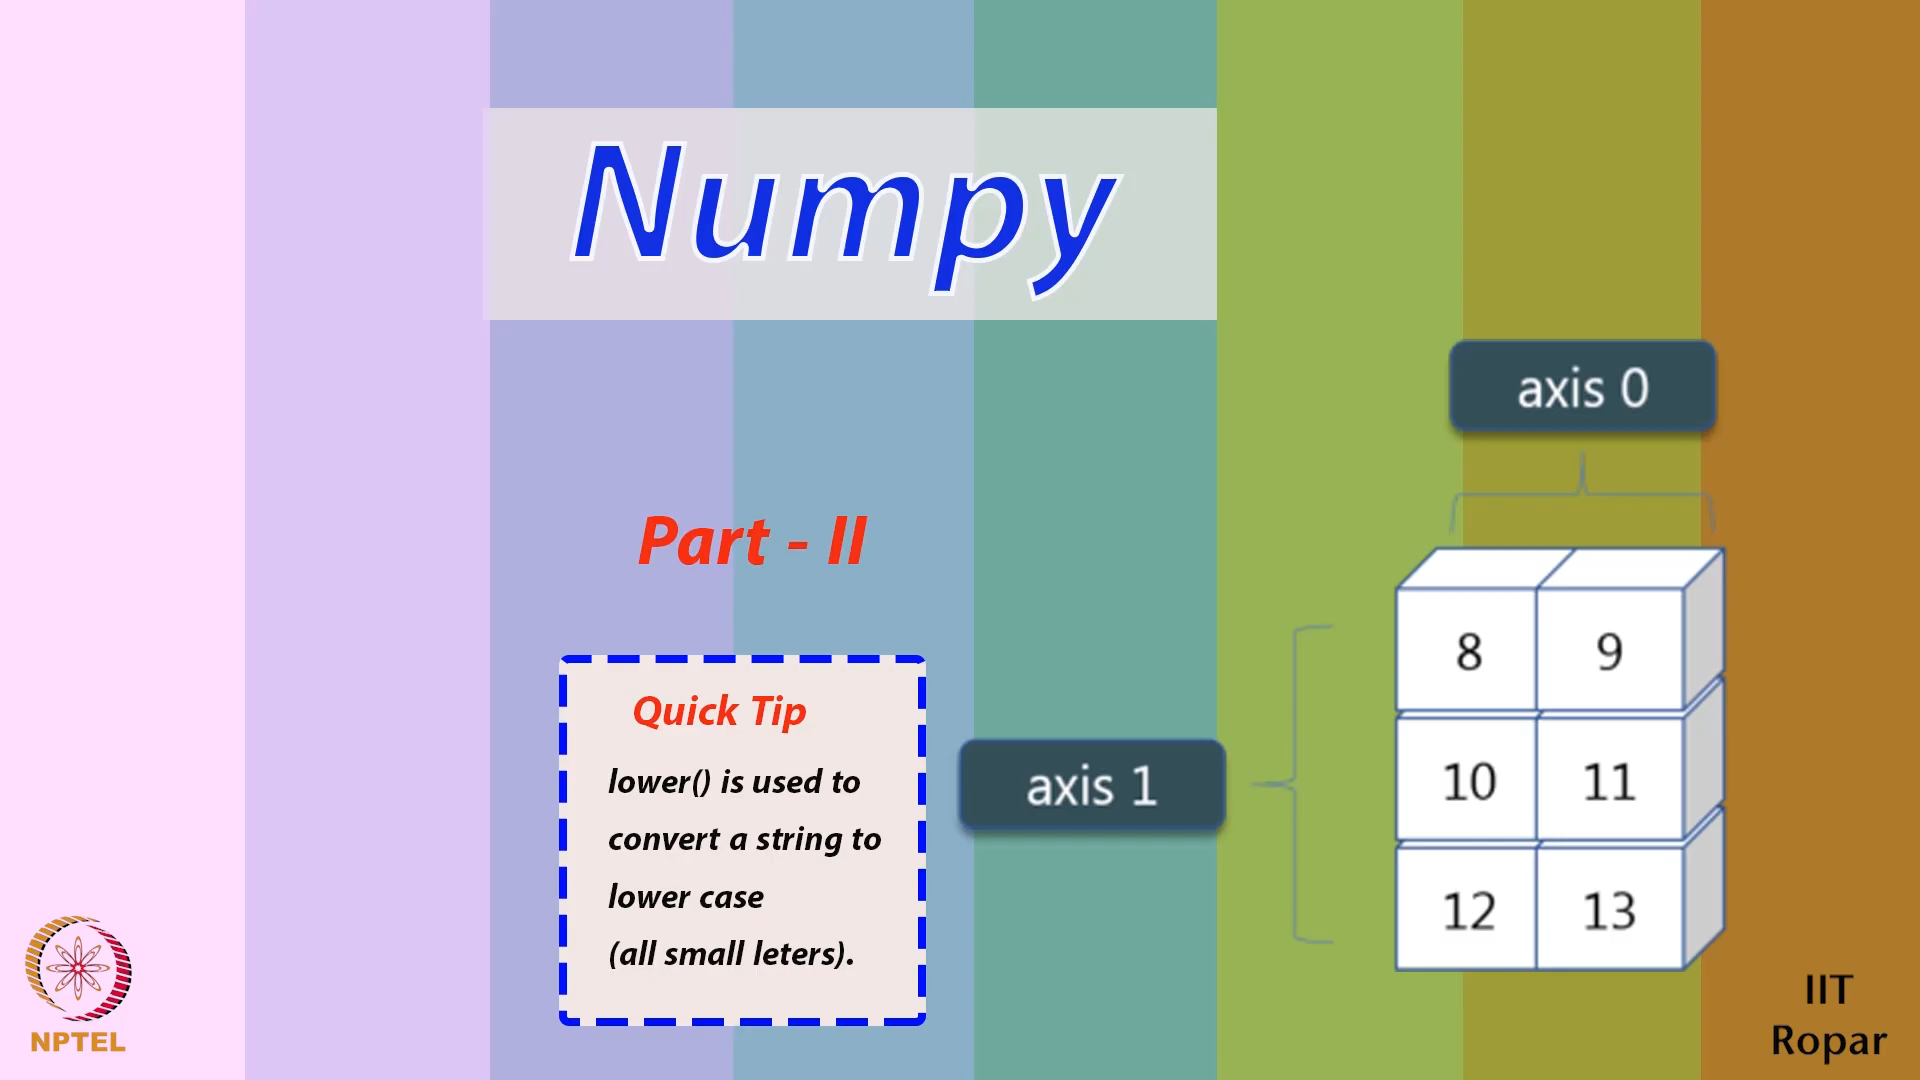 Numpy
Part - II
Quick Tip
lower() is used to
convert a string to
lower case
(all small leters).
axis 0
axis 1
8 9
10 11
12 13
NPTEL
IIT
Ropar